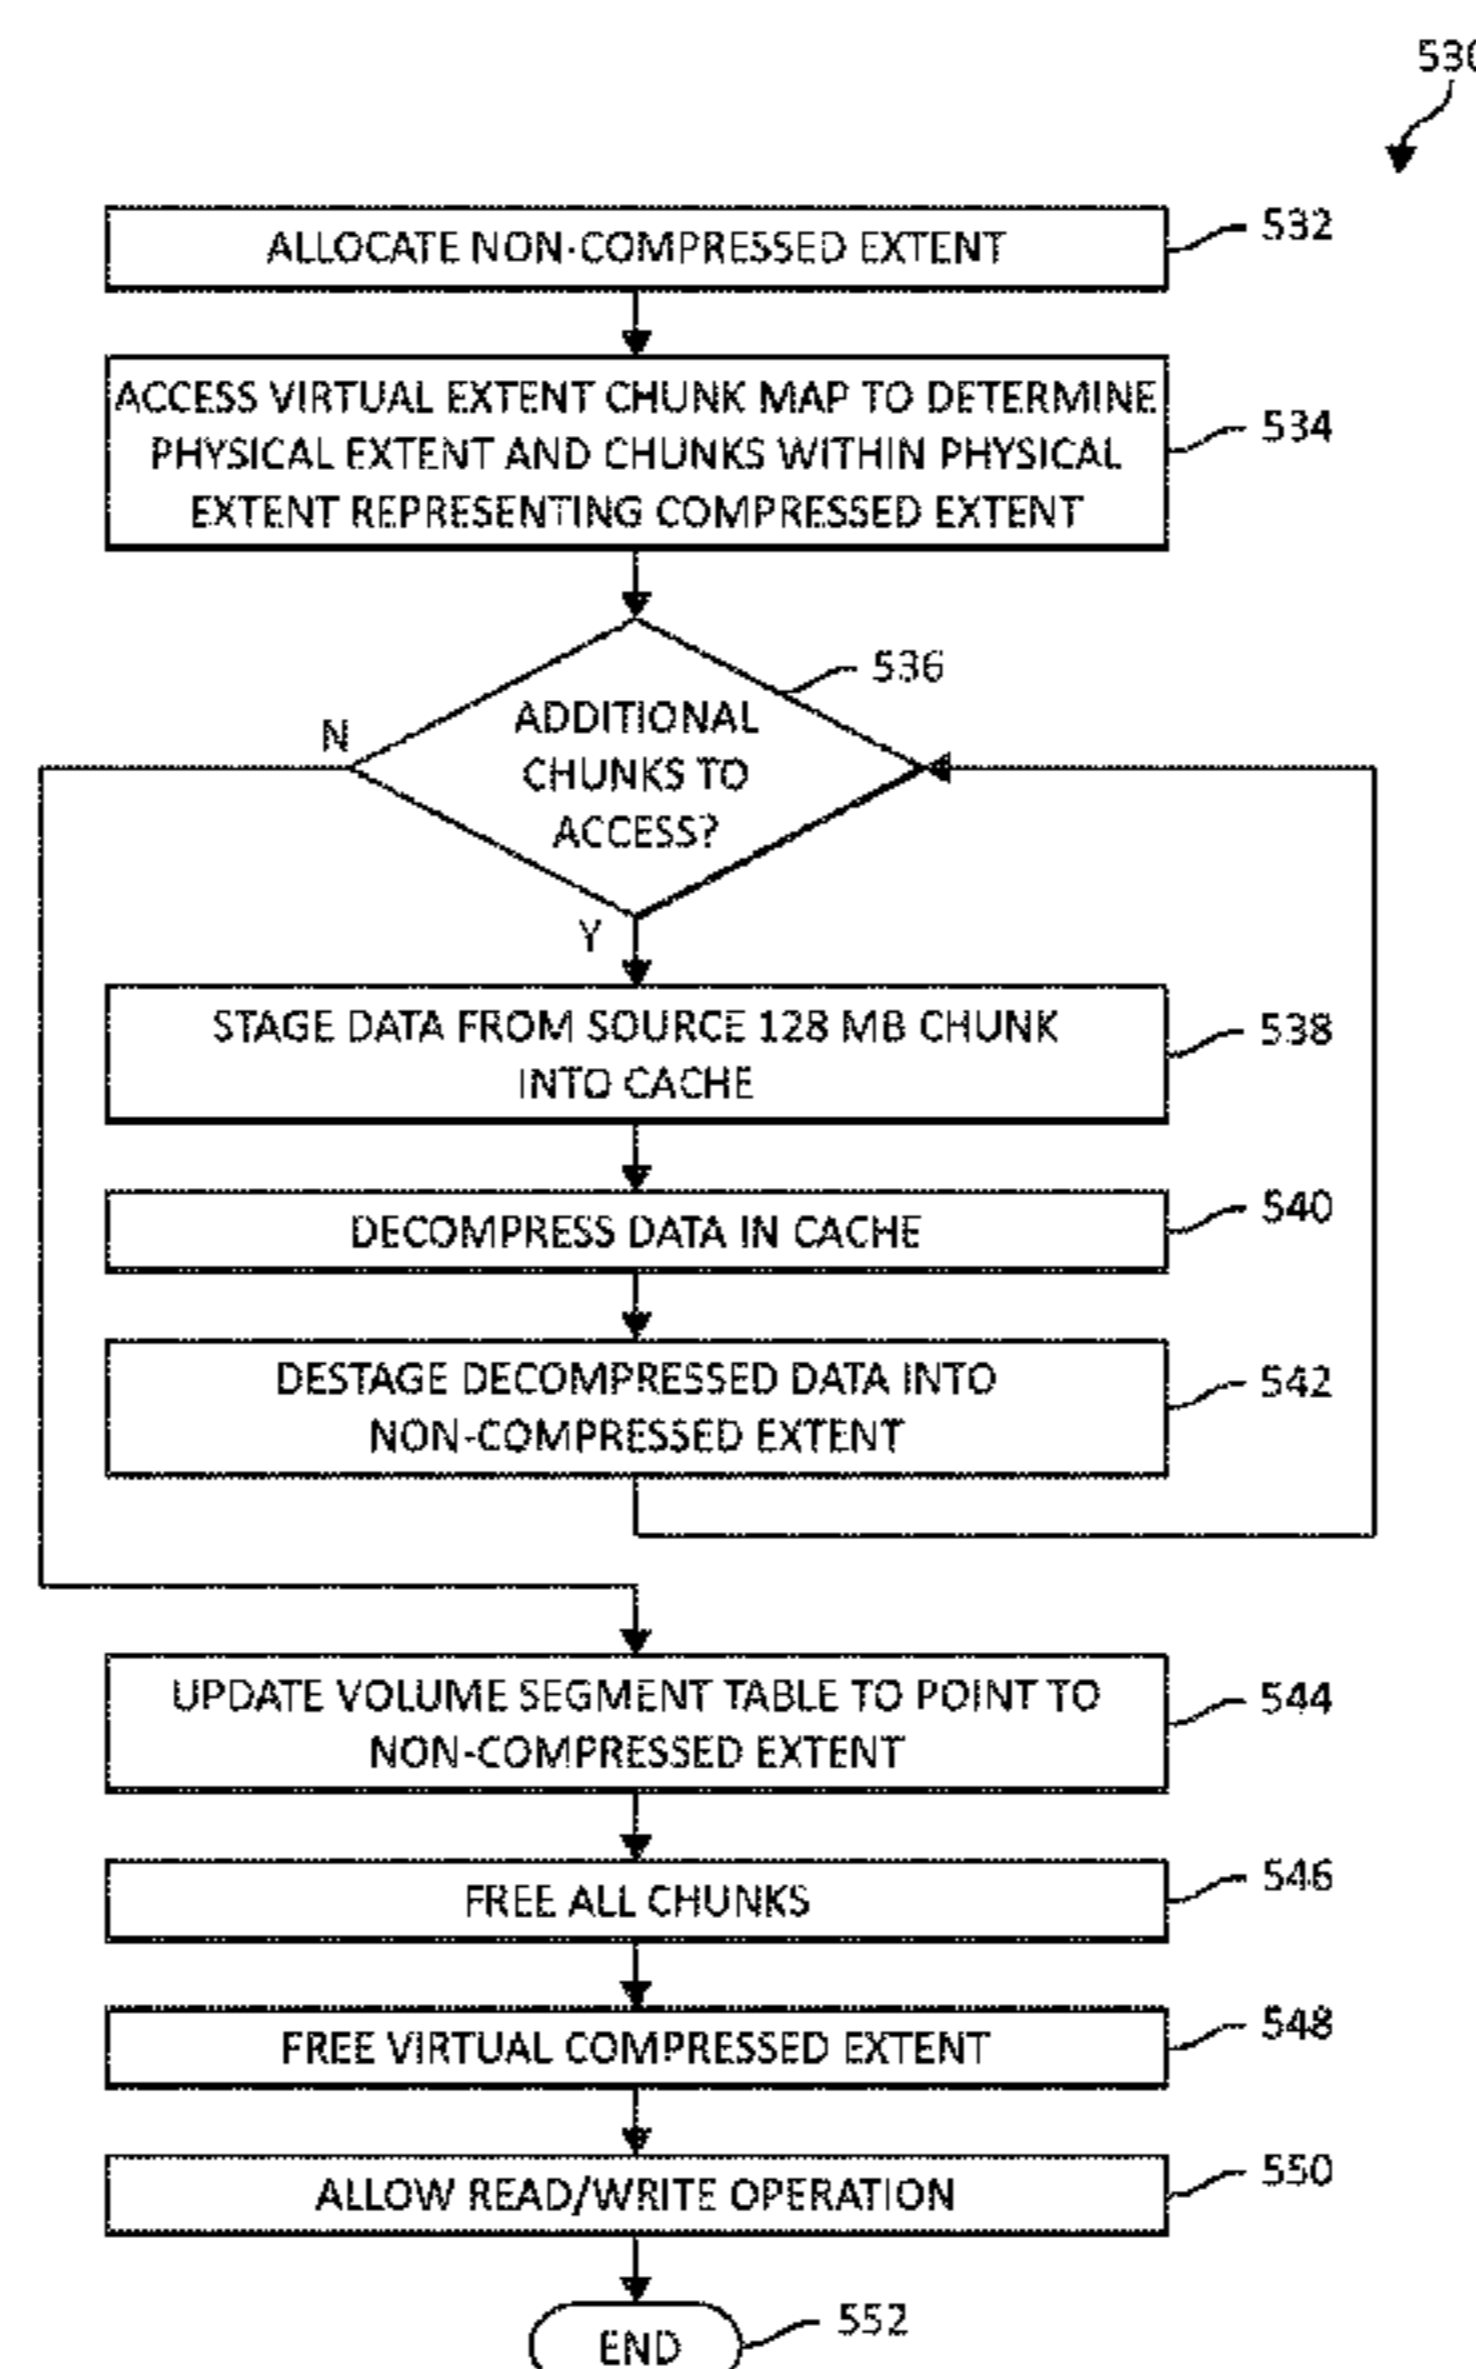 530
ALLOCATE NON-COMPRESSED EXTENT
532
ACCESS VIRTUAL EXTENT CHUNK MAP TO DETERMINE
PHYSICAL EXTENT AND CHUNKS WITHIN PHYSICAL
EXTENT REPRESENTING COMPRESSED EXTENT
534
536
ADDITIONAL
CHUNKS TO
ACCESS?
N
Y
STAGE DATA FROM SOURCE 128 MB CHUNK
INTO CACHE
538
DECOMPRESS DATA IN CACHE
540
DESTAGE DECOMPRESSED DATA INTO
NON-COMPRESSED EXTENT
542
UPDATE VOLUME SEGMENT TABLE TO POINT TO
NON-COMPRESSED EXTENT
544
FREE ALL CHUNKS
546
FREE VIRTUAL COMPRESSED EXTENT
548
ALLOW READ/WRITE OPERATION
550
END
552